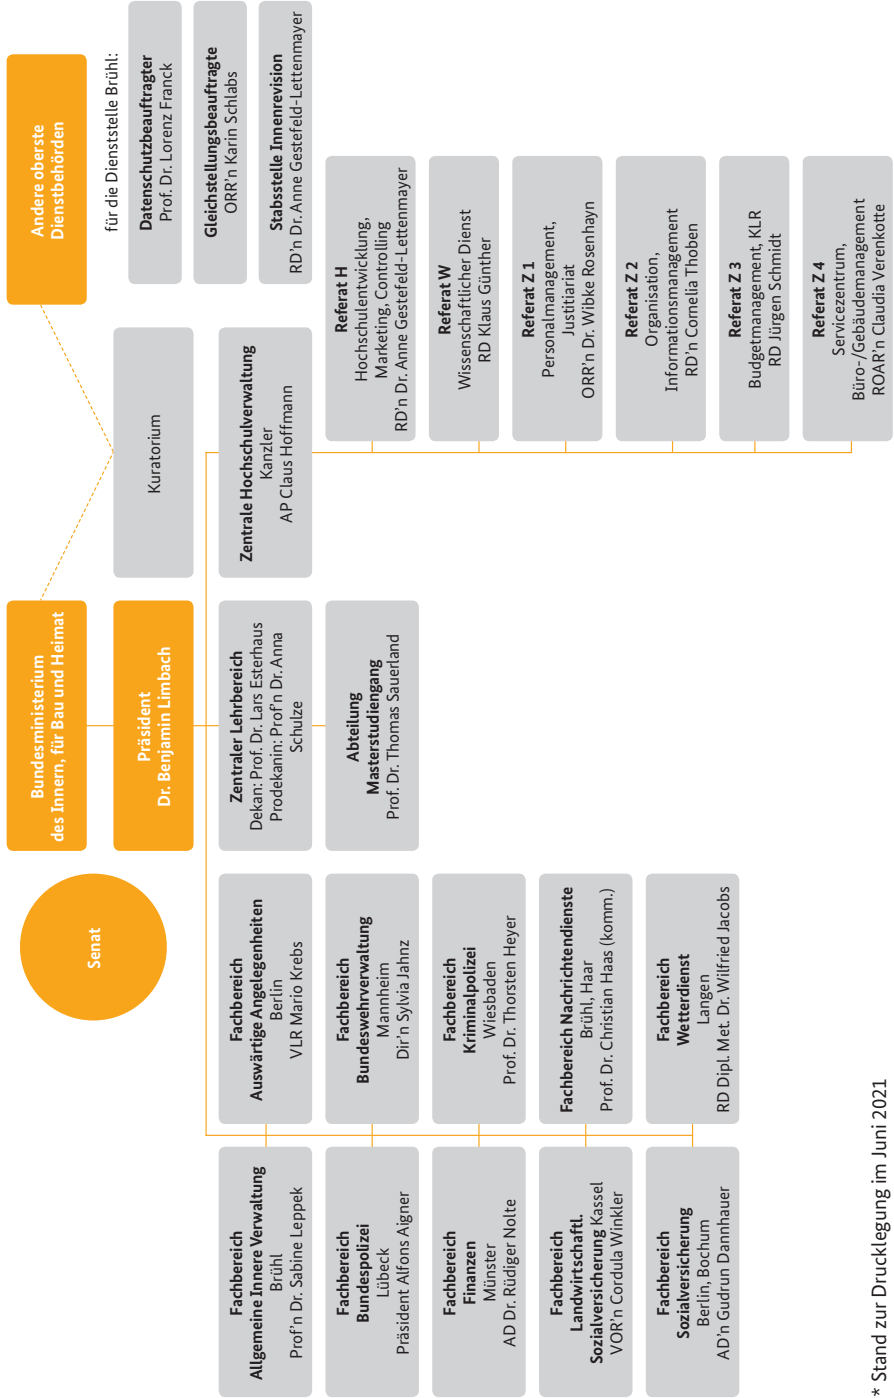 Senat
Bundesministerium
des Innern, für Bau und Heimat
Andere oberste
Dienstbehörden
Präsident
Dr. Benjamin Limbach
Kuratorium
für die Dienststelle Brühl:
Datenschutzbeauftragter
Prof. Dr. Lorenz Franck
Gleichstellungsbeauftragte
ORR'n Karin Schlabs
Stabsstelle Innenrevision
RD'n Dr. Anne Gestefeld-Lettenmayer
Fachbereich
Allgemeine Innere Verwaltung
Brühl
Prof'n Dr. Sabine Leppek
Fachbereich
Auswärtige Angelegenheiten
Berlin
VLR Mario Krebs
Zentraler Lehrbereich
Dekan: Prof. Dr. Lars Esterhaus
Prodekanin: Prof'n Dr. Anna
Schulze
Zentrale Hochschulverwaltung
Kanzler
AP Claus Hoffmann
Fachbereich
Bundespolizei
Lübeck
Präsident Alfons Aigner
Fachbereich
Bundeswehrverwaltung
Mannheim
Dir'n Sylvia Jahnz
Abteilung
Masterstudiengang
Prof. Dr. Thomas Sauerland
Referat H
Hochschulentwicklung,
Marketing, Controlling
RD'n Dr. Anne Gestefeld-Lettenmayer
Fachbereich
Finanzen
Münster
AD Dr. Rüdiger Nolte
Fachbereich
Kriminalpolizei
Wiesbaden
Prof. Dr. Thorsten Heyer
Referat W
Wissenschaftlicher Dienst
RD Klaus Günther
Fachbereich
Landwirtschaftl.
Sozialversicherung Kassel
VOR'n Cordula Winkler
Fachbereich Nachrichtendienste
Brühl, Haar
Prof. Dr. Christian Haas (komm.)
Referat Z 1
Personalmanagement,
Justitiariat
ORR'n Dr. Wibke Rosenhayn
Fachbereich
Sozialversicherung
Berlin, Bochum
AD'n Gudrun Dannhauer
Fachbereich
Wetterdienst
Langen
RD Dipl. Met. Dr. Wilfried Jacobs
Referat Z 2
Organisation,
Informationsmanagement
RD'n Cornelia Thoben
Referat Z 3
Budgetmanagement, KLR
RD Jürgen Schmidt
Referat Z 4
Servicezentrum,
Büro-/Gebäudemanagement
ROAR'n Claudia Verenkotte
* Stand zur Drucklegung im Juni 2021